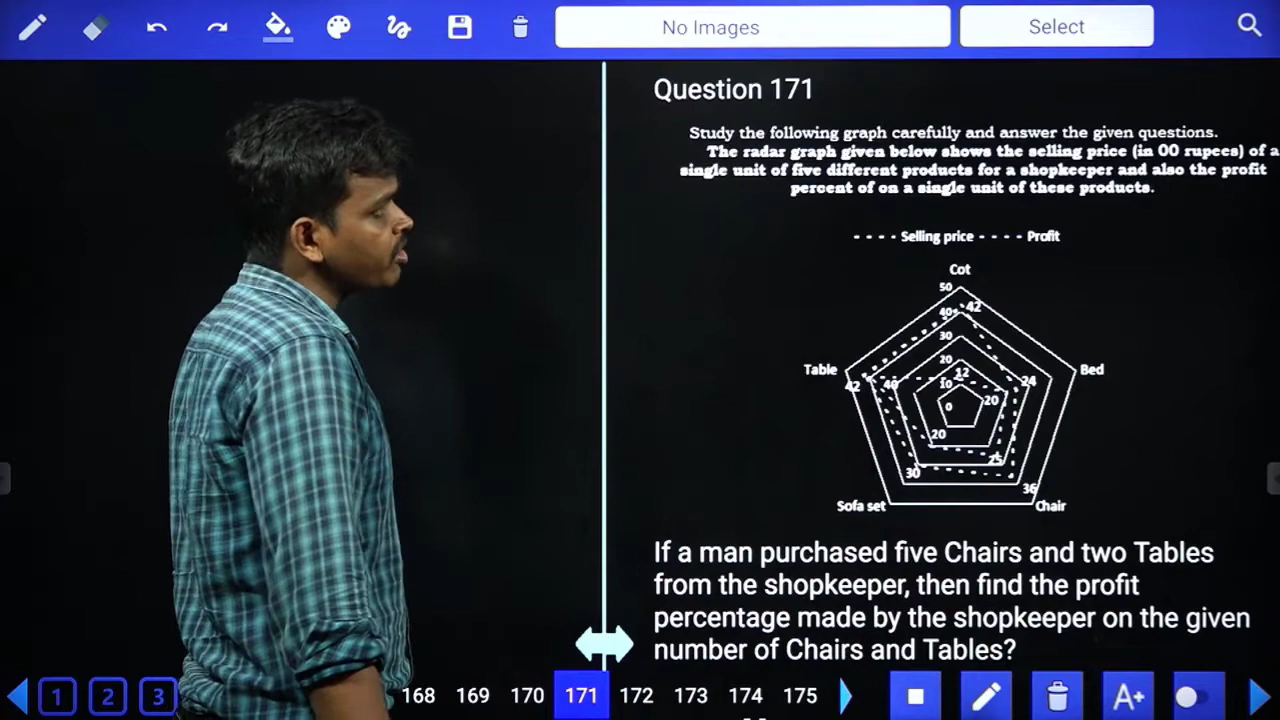 No Images
Select
Question 171
Study the following graph carefully and answer the given questions.
The radar graph given below shows the selling price (in 00 rupees) of a
single unit of five different products for a shopkeeper and also the profit
percent of on a single unit of these products.
Selling price
Profit
Cot
50
42
40
30
20
12
10
0
Table
42
40
Bed
24
20
20
25
30
36
Sofa set
Chair
If a man purchased five Chairs and two Tables
from the shopkeeper, then find the profit
percentage made by the shopkeeper on the given
number of Chairs and Tables?
1 2 3
168 169 170 171 172 173 174 175
A+